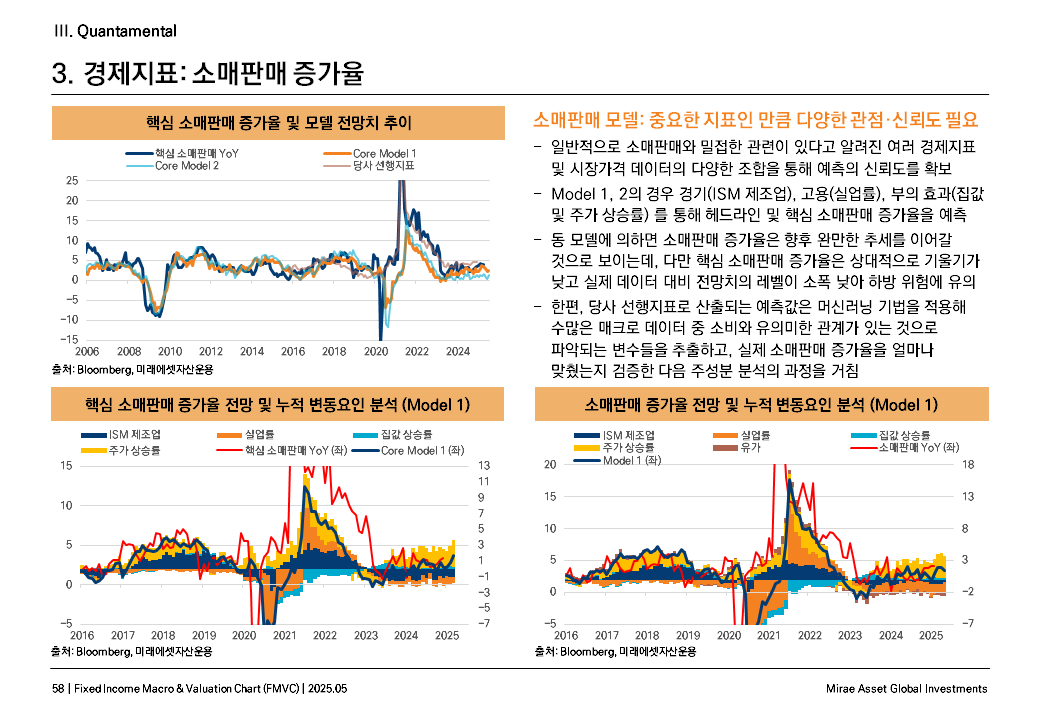 III. Quantamental
3. 경제지표: 소매판매 증가율
핵심 소매판매 증가율 및 모델 전망치 추이
핵심 소매판매 YoY
Core Model 1
Core Model 2
당사 선행지표
25
20
15
10
5
0
−5
−10
−15
2006 2008 2010 2012 2014 2016 2018 2020 2022 2024
출처: Bloomberg, 미래에셋자산운용
소매판매 모델: 중요한 지표인 만큼 다양한 관점·신뢰도 필요
− 일반적으로 소매판매와 밀접한 관련이 있다고 알려진 여러 경제지표
및 시장가격 데이터의 다양한 조합을 통해 예측의 신뢰도를 확보
− Model 1, 2의 경우 경기(ISM 제조업), 고용(실업률), 부의 효과(집값
및 주가 상승률) 를 통해 헤드라인 및 핵심 소매판매 증가율을 예측
− 동 모델에 의하면 소매판매 증가율은 향후 완만한 추세를 이어갈
것으로 보이는데, 다만 핵심 소매판매 증가율은 상대적으로 기울기가
낮고 실제 데이터 대비 전망치의 레벨이 소폭 낮아 하방 위험에 유의
− 한편, 당사 선행지표로 산출되는 예측값은 머신러닝 기법을 적용해
수많은 매크로 데이터 중 소비와 유의미한 관계가 있는 것으로
파악되는 변수들을 추출하고, 실제 소매판매 증가율을 얼마나
맞췄는지 검증한 다음 주성분 분석의 과정을 거침
핵심 소매판매 증가율 전망 및 누적 변동요인 분석 (Model 1)
ISM 제조업
실업률
집값 상승률
주가 상승률
핵심 소매판매 YoY (좌)
Core Model 1 (좌)
15
10
5
0
−5
13
11
9
7
5
3
1
−1
−3
−5
−7
2016 2017 2018 2019 2020 2021 2022 2023 2024 2025
출처: Bloomberg, 미래에셋자산운용
소매판매 증가율 전망 및 누적 변동요인 분석 (Model 1)
ISM 제조업
실업률
집값 상승률
주가 상승률
유가
소매판매 YoY (좌)
Model 1 (좌)
20
15
10
5
0
−5
18
13
8
3
−2
−7
2016 2017 2018 2019 2020 2021 2022 2023 2024 2025
출처: Bloomberg, 미래에셋자산운용
58 | Fixed Income Macro & Valuation Chart (FMVC) | 2025.05
Mirae Asset Global Investments